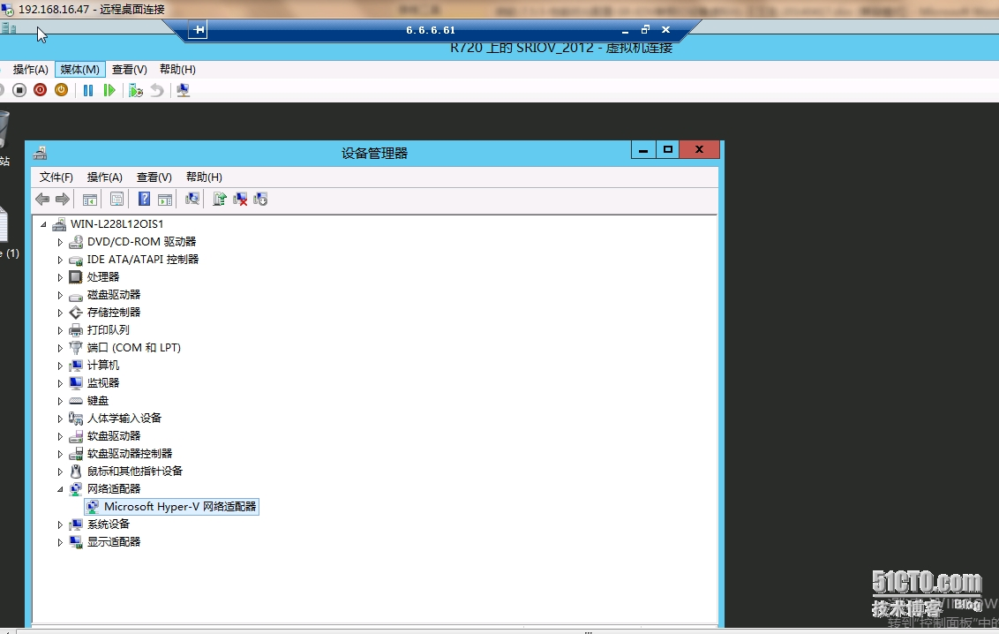 192.168.16.47 - 远程桌面连接
6.6.6.61
R720 上的 SRIOV_2012 - 虚拟机连接
操作(A) 媒体(M) 查看(V) 帮助(H)
站
设备管理器
文件(F) 操作(A) 查看(V) 帮助(H)
WIN-L228L12OIS1
DVD/CD-ROM 驱动器
e (1)
IDE ATA/ATAPI 控制器
处理器
磁盘驱动器
存储控制器
打印队列
端口 (COM 和 LPT)
计算机
监视器
键盘
人体学输入设备
软盘驱动器
软盘驱动器控制器
鼠标和其他指针设备
网络适配器
Microsoft Hyper-V 网络适配器
系统设备
显示适配器
51CTO.com
技术博客 Blog
转到"控制面板"中的